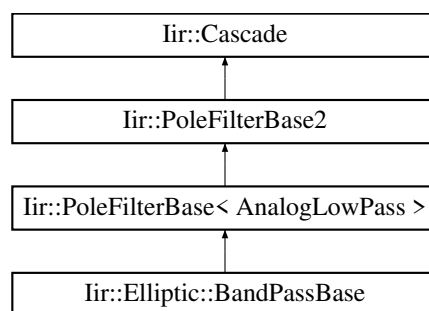 Iir::Cascade
Iir::PoleFilterBase2
Iir::PoleFilterBase< AnalogLowPass >
Iir::Elliptic::BandPassBase